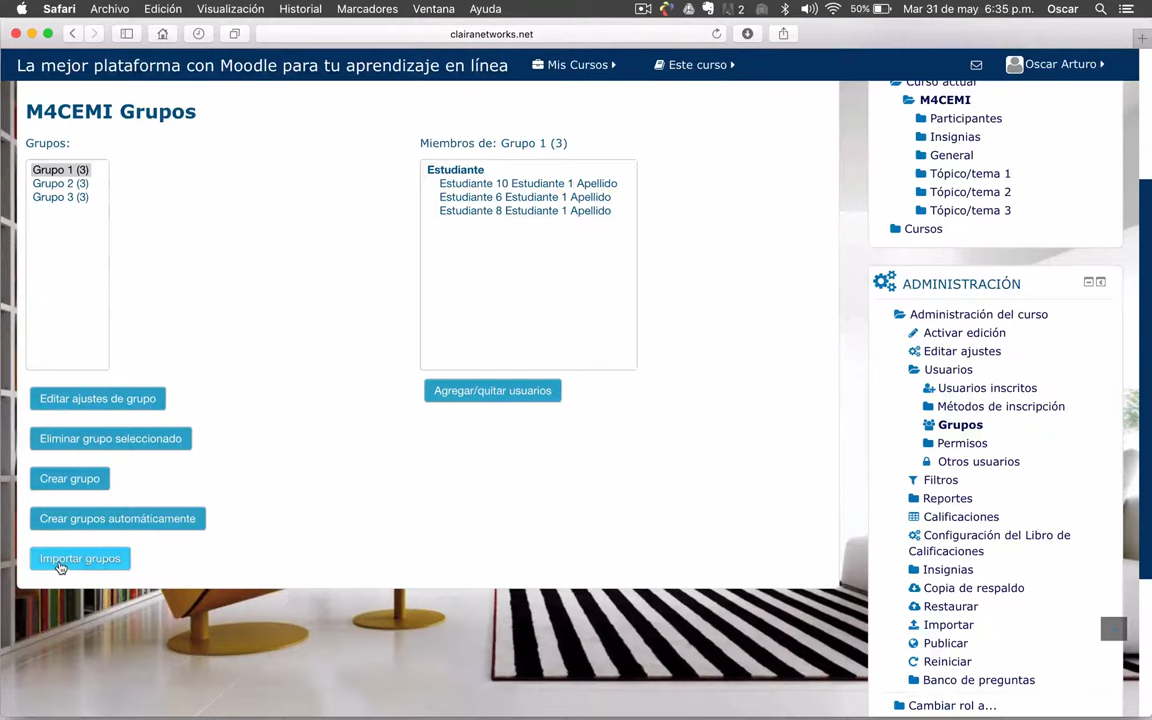 Safari Archivo Edición Visualización Historial Marcadores Ventana Ayuda 2 50% Mar 31 de may 6:35 p.m. Oscar
clairanetworks.net
La mejor plataforma con Moodle para tu aprendizaje en línea Mis Cursos Este curso Oscar Arturo
M4CEMI Grupos
Grupos:
Grupo 1 (3)
Grupo 2 (3)
Grupo 3 (3)
Miembros de: Grupo 1 (3)
Estudiante
Estudiante 10 Estudiante 1 Apellido
Estudiante 6 Estudiante 1 Apellido
Estudiante 8 Estudiante 1 Apellido
Agregar/quitar usuarios
Editar ajustes de grupo
Eliminar grupo seleccionado
Crear grupo
Crear grupos automáticamente
Importar grupos
Curso actual
M4CEMI
Participantes
Insignias
General
Tópico/tema 1
Tópico/tema 2
Tópico/tema 3
Cursos
ADMINISTRACIÓN
Administración del curso
Activar edición
Editar ajustes
Usuarios
Usuarios inscritos
Métodos de inscripción
Grupos
Permisos
Otros usuarios
Filtros
Reportes
Calificaciones
Configuración del Libro de
Calificaciones
Insignias
Copia de respaldo
Restaurar
Importar
Publicar
Reiniciar
Banco de preguntas
Cambiar rol a...